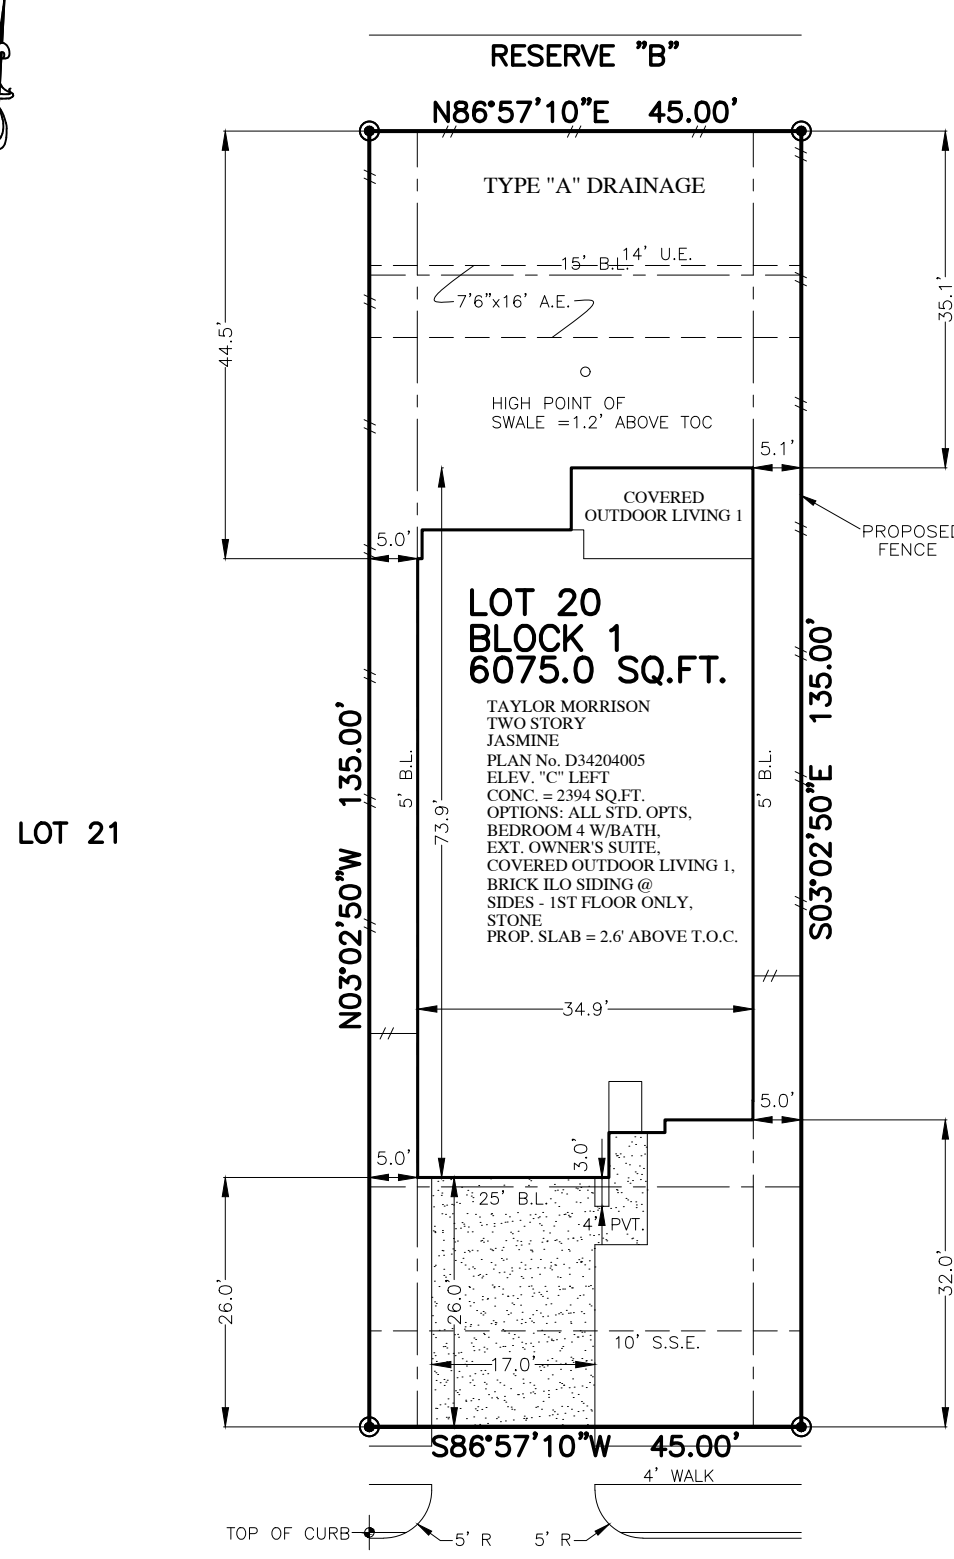 RESERVE "B"
N86°57'10"E 45.00'
TYPE "A" DRAINAGE
14' U.E.
15' B.L.
7'6"x16' A.E.
44.5'
35.1'
HIGH POINT OF
SWALE =1.2' ABOVE TOC
5.1'
COVERED
OUTDOOR LIVING 1
5.0'
PROPOSED
FENCE
LOT 20
BLOCK 1
6075.0 SQ.FT.
TAYLOR MORRISON
TWO STORY
JASMINE
PLAN No. D34204005
ELEV. "C" LEFT
CONC. = 2394 SQ.FT.
OPTIONS: ALL STD. OPTS,
BEDROOM 4 W/BATH,
EXT. OWNER'S SUITE,
COVERED OUTDOOR LIVING 1,
BRICK ILO SIDING @
SIDES - 1ST FLOOR ONLY,
STONE
PROP. SLAB = 2.6' ABOVE T.O.C.
N03°02'50"W 135.00'
5' B.L.
73.9'
5' B.L.
S03°02'50"E 135.00'
LOT 21
34.9'
5.0'
3.0'
5.0'
25' B.L.
4' PVT.
26.0'
26.0'
32.0'
10' S.S.E.
17.0'
S86°57'10"W 45.00'
4' WALK
TOP OF CURB
5' R
5' R